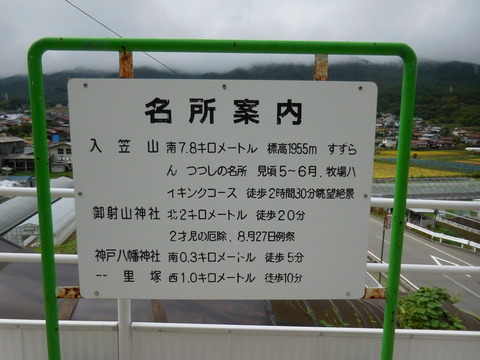 名所案内
入笠山 南7.8キロメートル 標高1955m すずら
ん つつじの名所 見頃5~6月、牧場ハ
イキングコース 徒歩2時間30分眺望絶景
御射山神社 北2キロメートル 徒歩20分
2才児の厄除、8月27日例祭
神戸八幡神社 南0.3キロメートル 徒歩5分
一里塚 西1.0キロメートル 徒歩10分